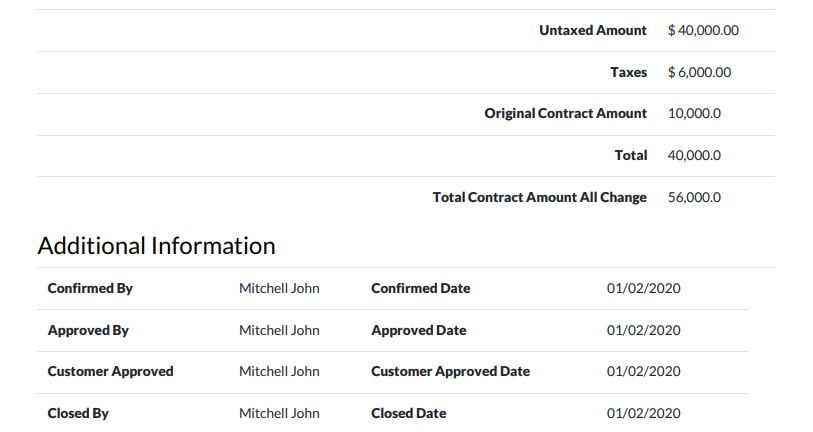 Untaxed Amount $ 40,000.00
Taxes $ 6,000.00
Original Contract Amount 10,000.0
Total 40,000.0
Total Contract Amount All Change 56,000.0
Additional Information
Confirmed By Mitchell John Confirmed Date 01/02/2020
Approved By Mitchell John Approved Date 01/02/2020
Customer Approved Mitchell John Customer Approved Date 01/02/2020
Closed By Mitchell John Closed Date 01/02/2020